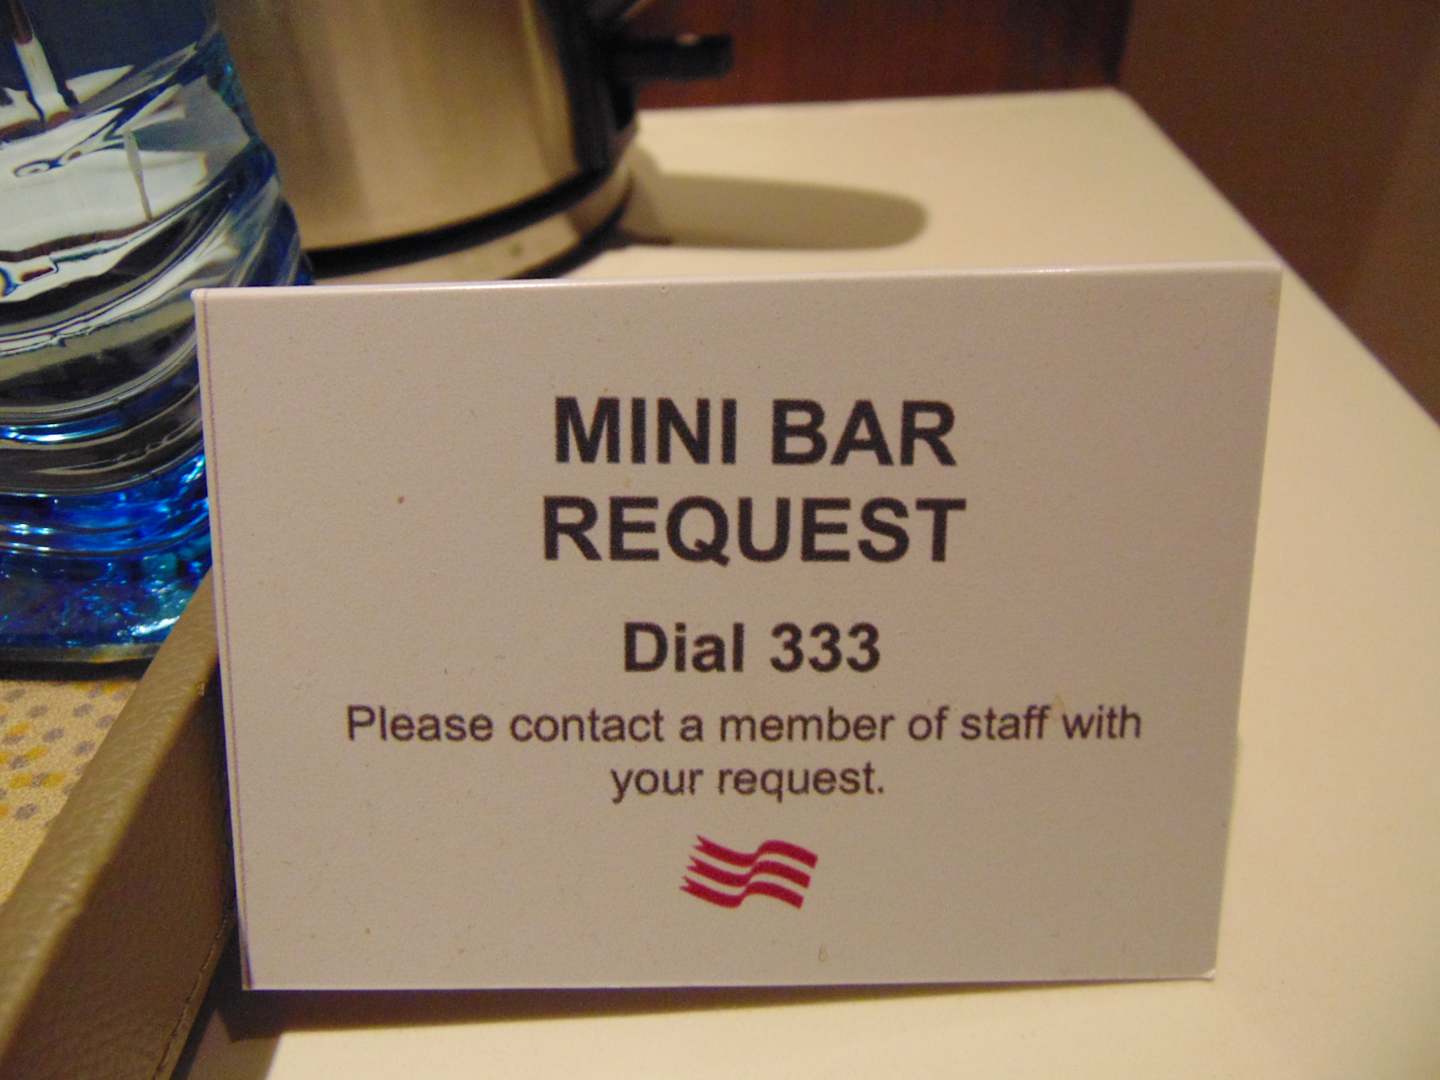 MINI BAR
REQUEST
Dial 333
Please contact a member of staff with
your request.